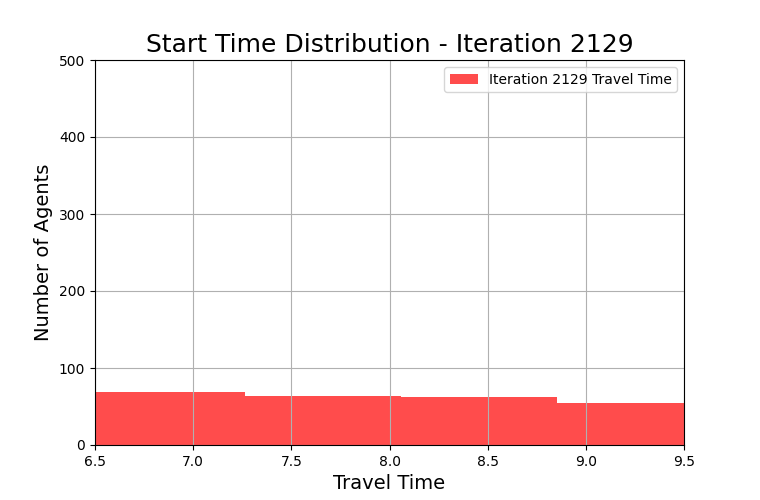 Start Time Distribution - Iteration 2129
Iteration 2129 Travel Time
Number of Agents
500
400
300
200
100
0
6.5 7.0 7.5 8.0 8.5 9.0 9.5
Travel Time